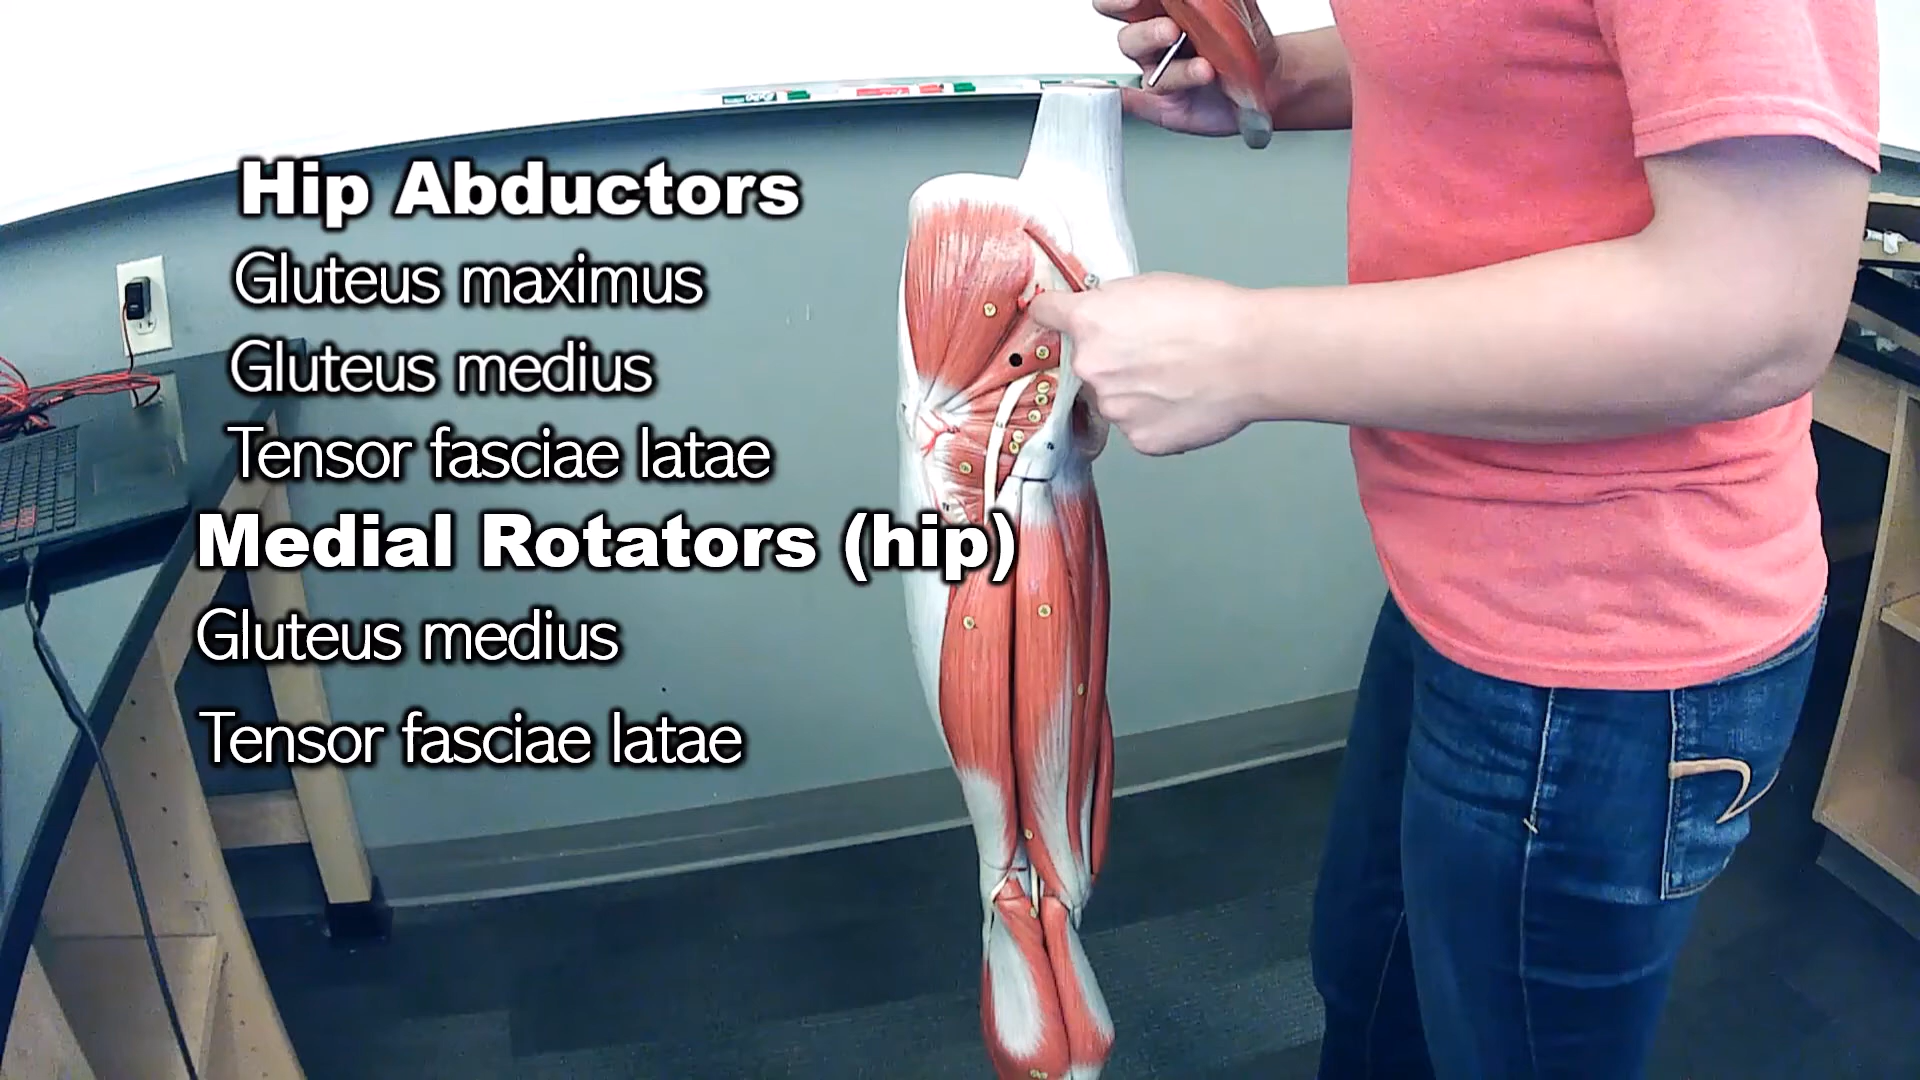 Hip Abductors
Gluteus maximus
Gluteus medius
Tensor fasciae latae
Medial Rotators (hip)
Gluteus medius
Tensor fasciae latae